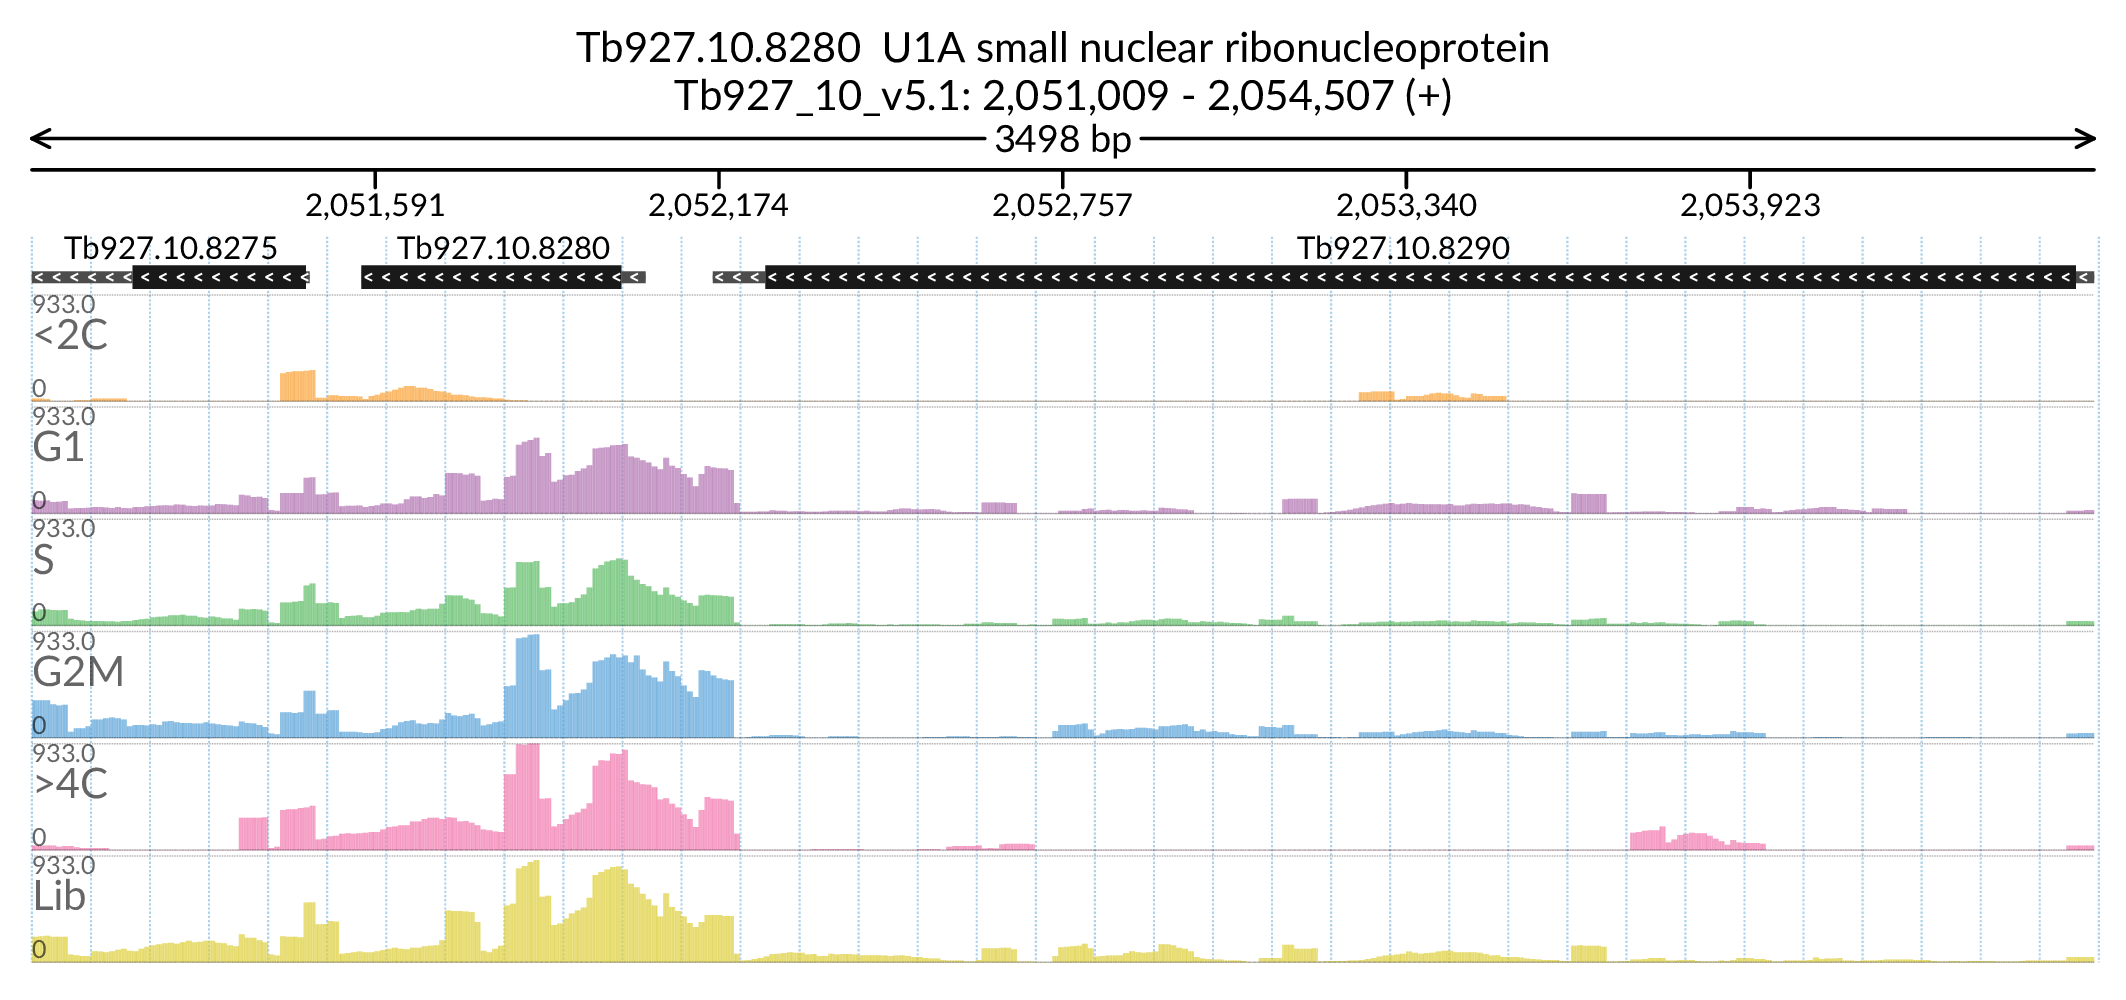 Tb927.10.8280  U1A small nuclear ribonucleoprotein
Tb927_10_v5.1: 2,051,009 - 2,054,507 (+)
3498 bp
2,051,591 2,052,174 2,052,757 2,053,340 2,053,923
Tb927.10.8275 Tb927.10.8280 Tb927.10.8290
933.0
<2C
0
933.0
G1
0
933.0
S
0
933.0
G2M
0
933.0
>4C
0
933.0
Lib
0